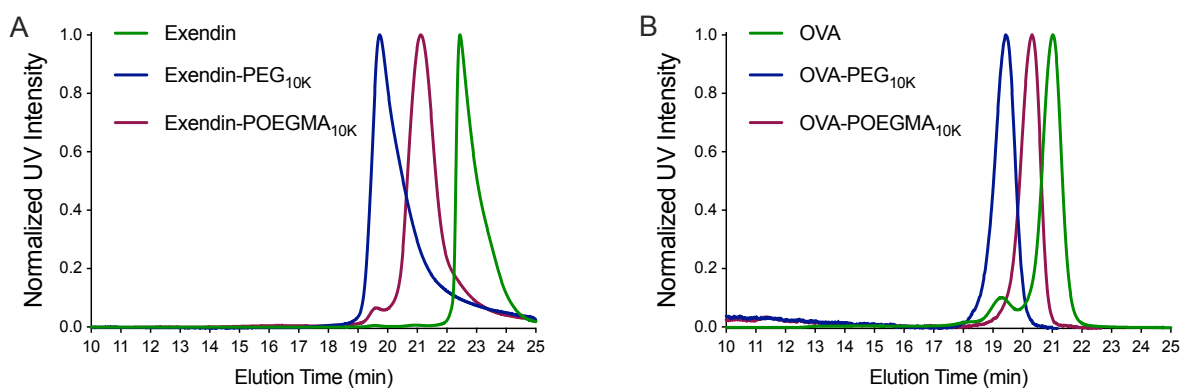 A
Exendin
Exendin-PEG10K
Exendin-POEGMA10K
Normalized UV Intensity
1.0
0.8
0.6
0.4
0.2
0.0
10 11 12 13 14 15 16 17 18 19 20 21 22 23 24 25
Elution Time (min)
B
OVA
OVA-PEG10K
OVA-POEGMA10K
Normalized UV Intensity
1.0
0.8
0.6
0.4
0.2
0.0
10 11 12 13 14 15 16 17 18 19 20 21 22 23 24 25
Elution Time (min)